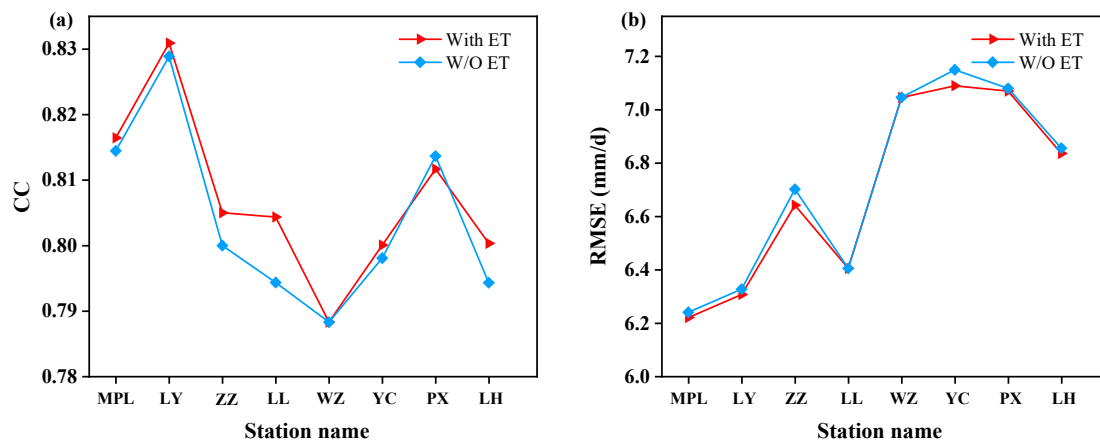 (a)
With ET
W/O ET
0.83
0.82
0.81
0.80
0.79
0.78
CC
MPL LY ZZ LL WZ YC PX LH
Station name
(b)
With ET
W/O ET
7.2
7.0
6.8
6.6
6.4
6.2
6.0
RMSE (mm/d)
MPL LY ZZ LL WZ YC PX LH
Station name